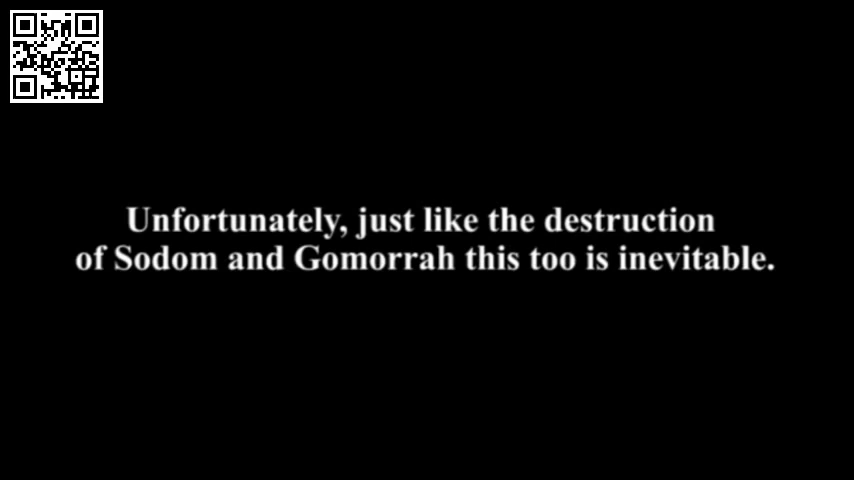 Unfortunately, just like the destruction
of Sodom and Gomorrah this too is inevitable.